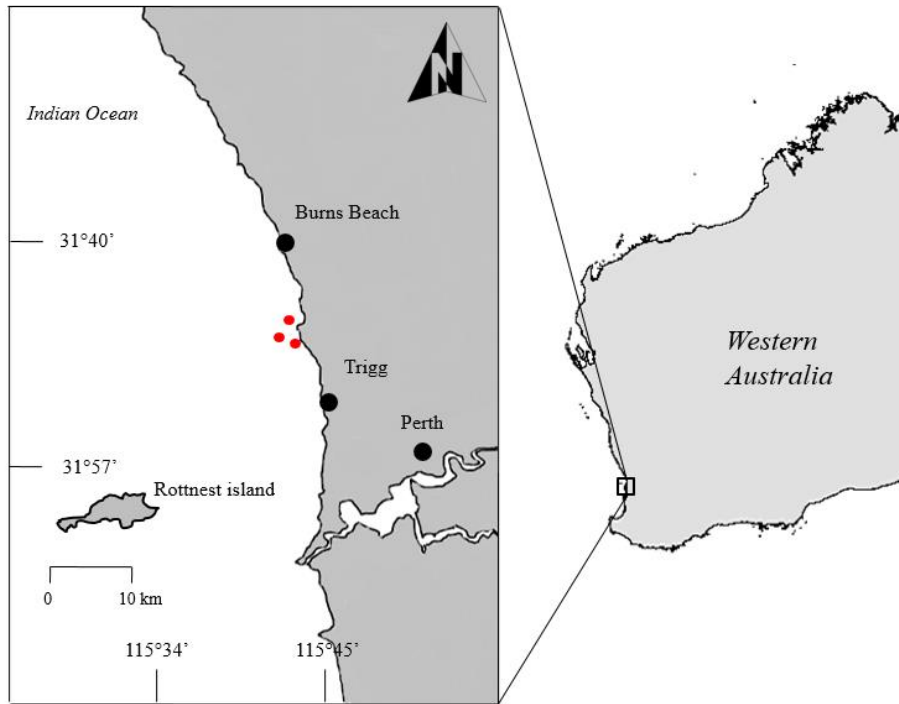 N
Indian Ocean
Burns Beach
31°40’
Trigg
Perth
31°57’
Rottnest island
0 10 km
115°34’ 115°45’
Western
Australia